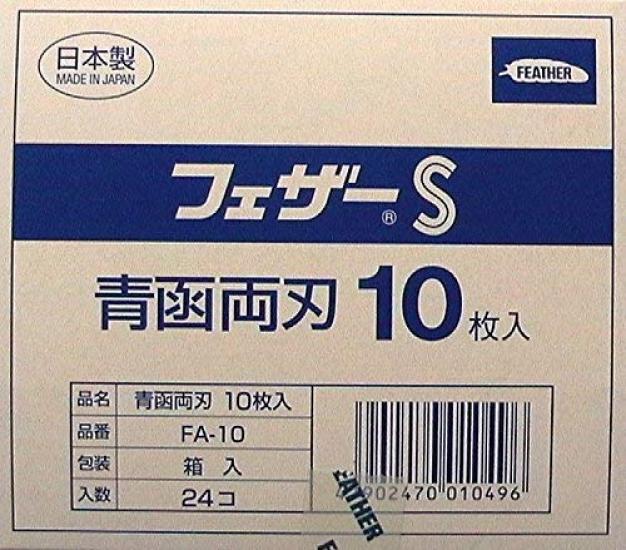 日本製
MADE IN JAPAN
FEATHER
フェザー® S
青函両刃 10枚入
品名 青函両刃 10枚入
品番 FA-10
包装 箱 入
入数 24コ
902470 010496
FEATHER